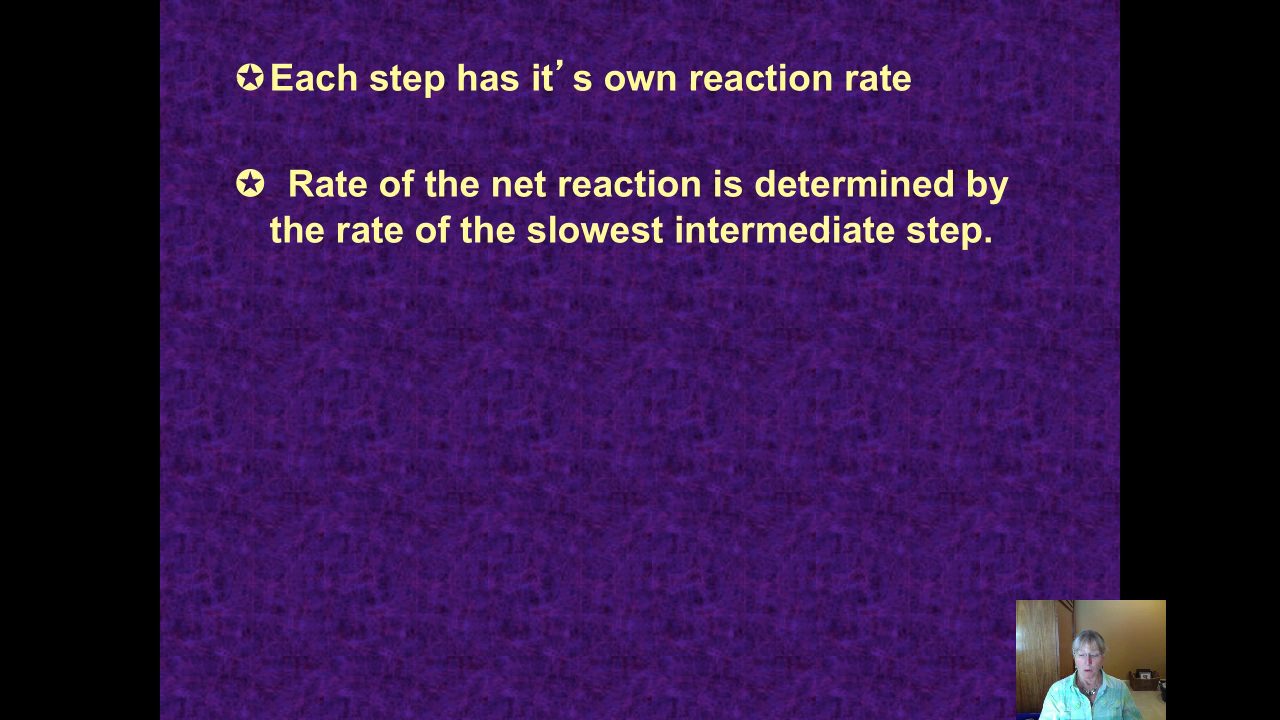 ✪Each step has it’s own reaction rate
✪ Rate of the net reaction is determined by
the rate of the slowest intermediate step.